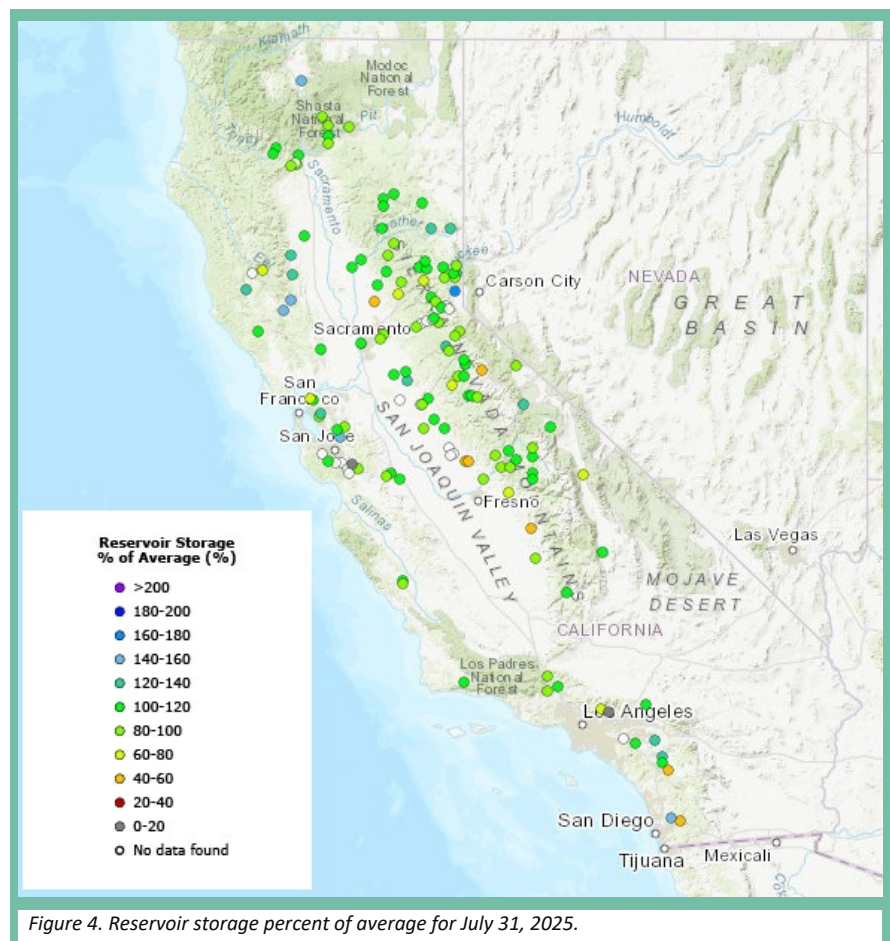 Klamath
Modoc
National
Forest
Shasta
National
Forest
Pit
Trinity
Humboldt
Sacramento
Eel
Carson City
NEVADA
GREAT
BASIN
Sacramento
San
Francisco
San Jose
SAN JOAQUIN VALLEY
Fresno
Salinas
Las Vegas
MOJAVE
DESERT
CALIFORNIA
Los Padres
National
Forest
Los Angeles
San Diego
Tijuana
Mexicali
Reservoir Storage
% of Average (%)
>200
180-200
160-180
140-160
120-140
100-120
80-100
60-80
40-60
20-40
0-20
No data found
Figure 4. Reservoir storage percent of average for July 31, 2025.